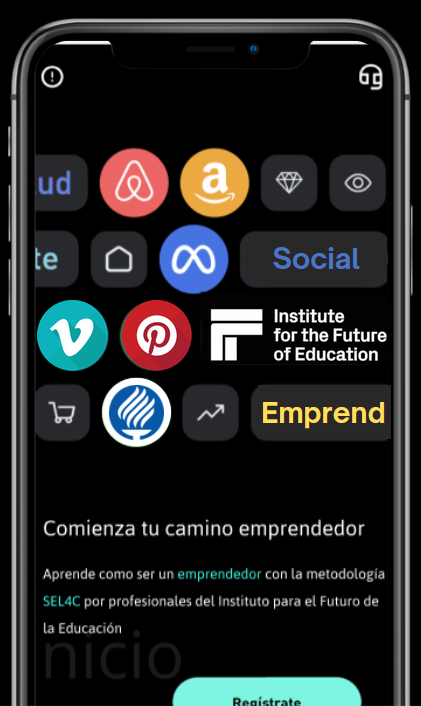 ud
te
Social
Institute
for the Future
of Education
Emprend
Comienza tu camino emprendedor
Aprende como ser un emprendedor con la metodología
SEL4C por profesionales del Instituto para el Futuro de
la Educación
nicio
Regístrate